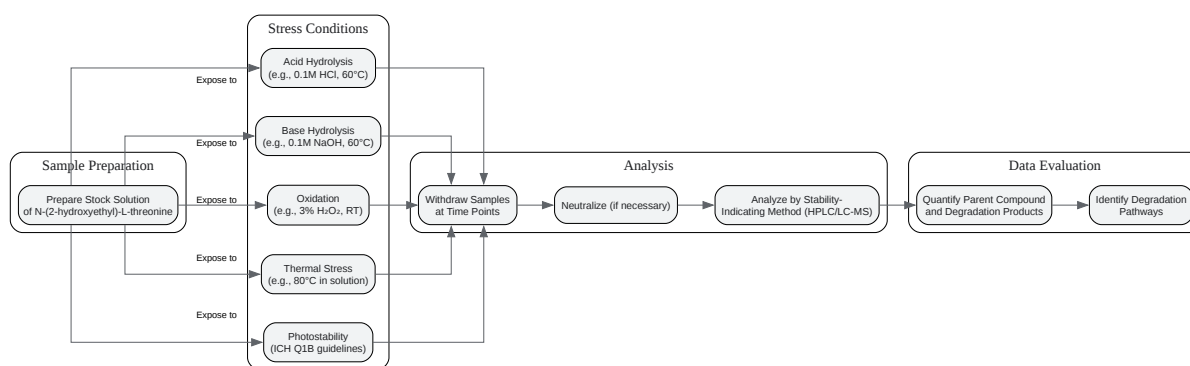 Stress Conditions
Acid Hydrolysis
(e.g., 0.1M HCl, 60°C)
Expose to
Base Hydrolysis
(e.g., 0.1M NaOH, 60°C)
Expose to
Sample Preparation
Prepare Stock Solution
of N-(2-hydroxyethyl)-L-threonine
Expose to
Oxidation
(e.g., 3% H₂O₂, RT)
Expose to
Thermal Stress
(e.g., 80°C in solution)
Expose to
Photostability
(ICH Q1B guidelines)
Analysis
Withdraw Samples
at Time Points
Neutralize (if necessary)
Analyze by Stability-
Indicating Method (HPLC/LC-MS)
Data Evaluation
Quantify Parent Compound
and Degradation Products
Identify Degradation
Pathways